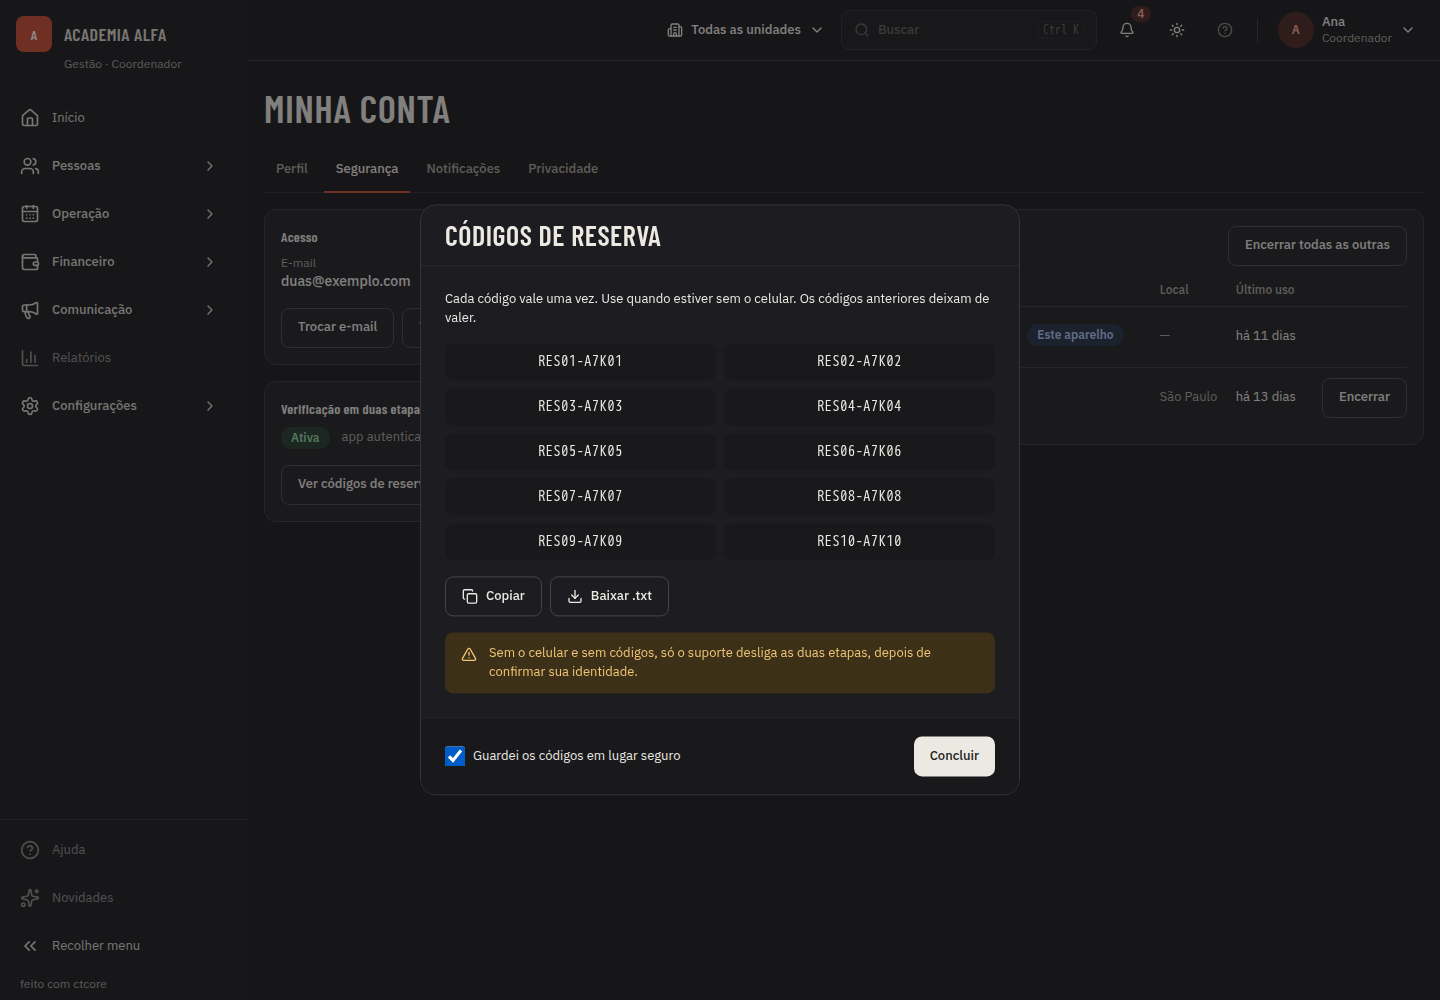 A
ACADEMIA ALFA
Gestão · Coordenador
Início
Pessoas
Operação
Financeiro
Comunicação
Relatórios
Configurações
Ajuda
Novidades
Recolher menu
feito com ctcore
Todas as unidades
Buscar
Ctrl K
4
A
Ana
Coordenador
MINHA CONTA
Perfil
Segurança
Notificações
Privacidade
Acesso
E-mail
duas@exemplo.com
Trocar e-mail
Verificação em duas etapa
Ativa
app autentica
Ver códigos de reser
Encerrar todas as outras
Local
Último uso
Este aparelho
—
há 11 dias
São Paulo
há 13 dias
Encerrar
CÓDIGOS DE RESERVA
Cada código vale uma vez. Use quando estiver sem o celular. Os códigos anteriores deixam de
valer.
RES01-A7K01
RES02-A7K02
RES03-A7K03
RES04-A7K04
RES05-A7K05
RES06-A7K06
RES07-A7K07
RES08-A7K08
RES09-A7K09
RES10-A7K10
Copiar
Baixar .txt
Sem o celular e sem códigos, só o suporte desliga as duas etapas, depois de
confirmar sua identidade.
Guardei os códigos em lugar seguro
Concluir